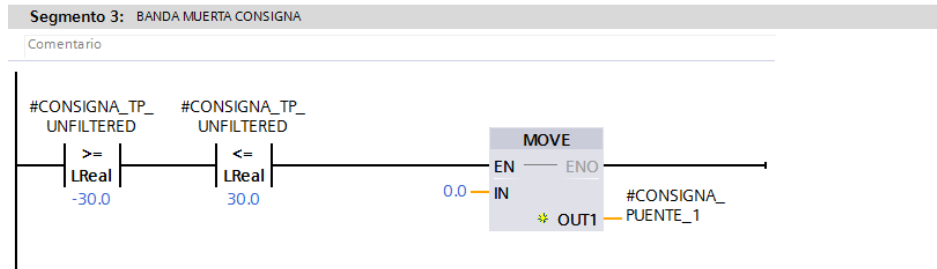 Segmento 3: BANDA MUERTA CONSIGNA
Comentario
#CONSIGNA_TP_
UNFILTERED
>=
LReal
-30.0
#CONSIGNA_TP_
UNFILTERED
<=
LReal
30.0
MOVE
EN
ENO
0.0
IN
OUT1
#CONSIGNA_
PUENTE_1